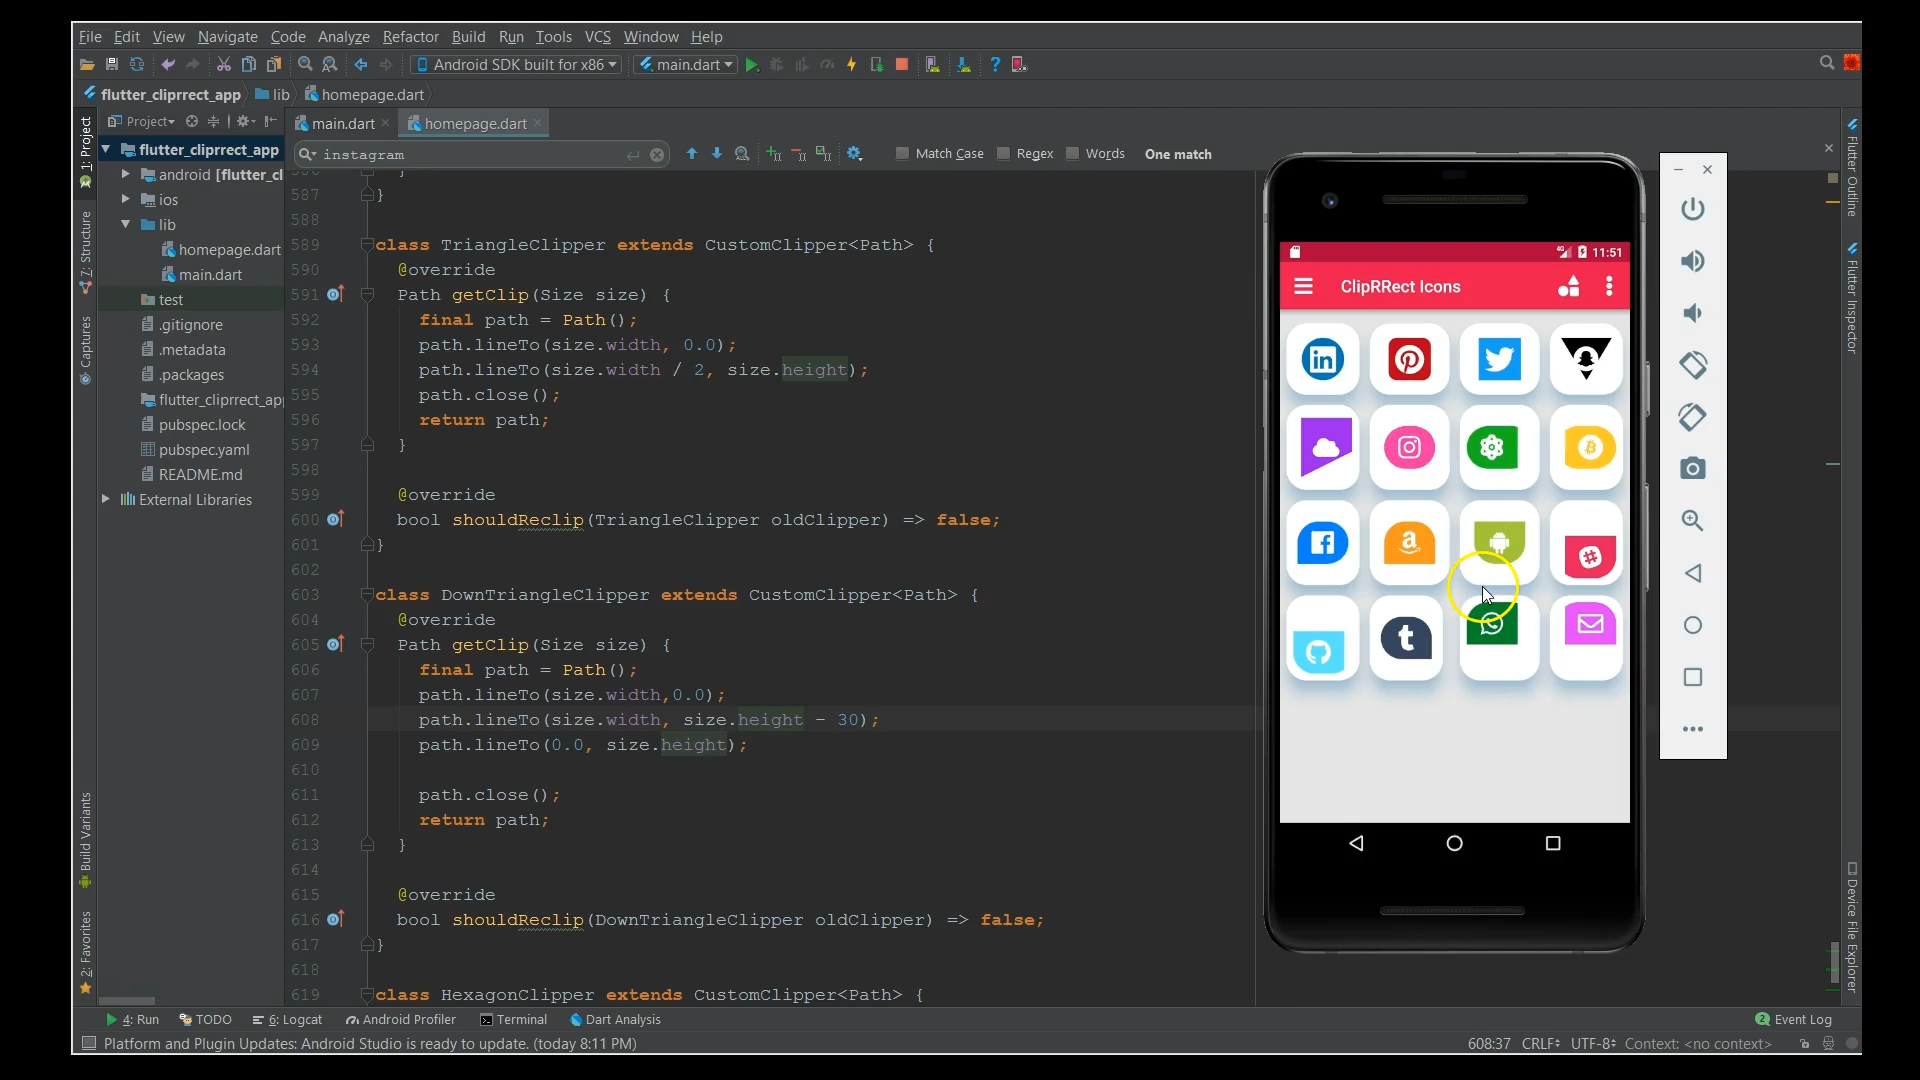 File Edit View Navigate Code Analyze Refactor Build Run Tools VCS Window Help
Android SDK built for x86 main.dart
flutter_cliprrect_app lib homepage.dart
1: Project
Z: Structure
Captures
Build Variants
2: Favorites
Project
flutter_cliprrect_app
android [flutter_cl
ios
lib
homepage.dart
main.dart
test
.gitignore
.metadata
.packages
flutter_cliprrect_app
pubspec.lock
pubspec.yaml
README.md
External Libraries
main.dart homepage.dart
instagram Match Case Regex Words One match
587 }
588
589 class TriangleClipper extends CustomClipper<Path> {
590 @override
591 Path getClip(Size size) {
592 final path = Path();
593 path.lineTo(size.width, 0.0);
594 path.lineTo(size.width / 2, size.height);
595 path.close();
596 return path;
597 }
598
599 @override
600 bool shouldReclip(TriangleClipper oldClipper) => false;
601 }
602
603 class DownTriangleClipper extends CustomClipper<Path> {
604 @override
605 Path getClip(Size size) {
606 final path = Path();
607 path.lineTo(size.width,0.0);
608 path.lineTo(size.width, size.height - 30);
609 path.lineTo(0.0, size.height);
610
611 path.close();
612 return path;
613 }
614
615 @override
616 bool shouldReclip(DownTriangleClipper oldClipper) => false;
617 }
618
619 class HexagonClipper extends CustomClipper<Path> {
4G 11:51
ClipRRect Icons
in
t
Flutter Outline
Flutter Inspector
Device File Explorer
4: Run TODO 6: Logcat Android Profiler Terminal Dart Analysis 2 Event Log
Platform and Plugin Updates: Android Studio is ready to update. (today 8:11 PM) 608:37 CRLF UTF-8 Context: <no context>